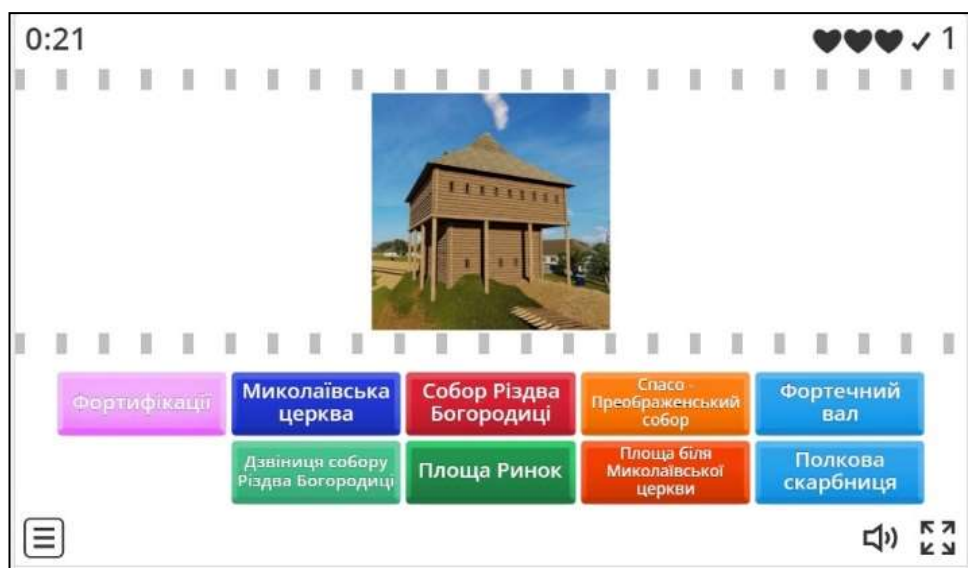 0:21
✓ 1
Фортифікації
Миколаївська
церква
Собор Різдва
Богородиці
Спасо -
Преображенський
собор
Фортечний
вал
Дзвіниця собору
Різдва Богородиці
Площа Ринок
Площа біля
Миколаївської
церкви
Полкова
скарбниця